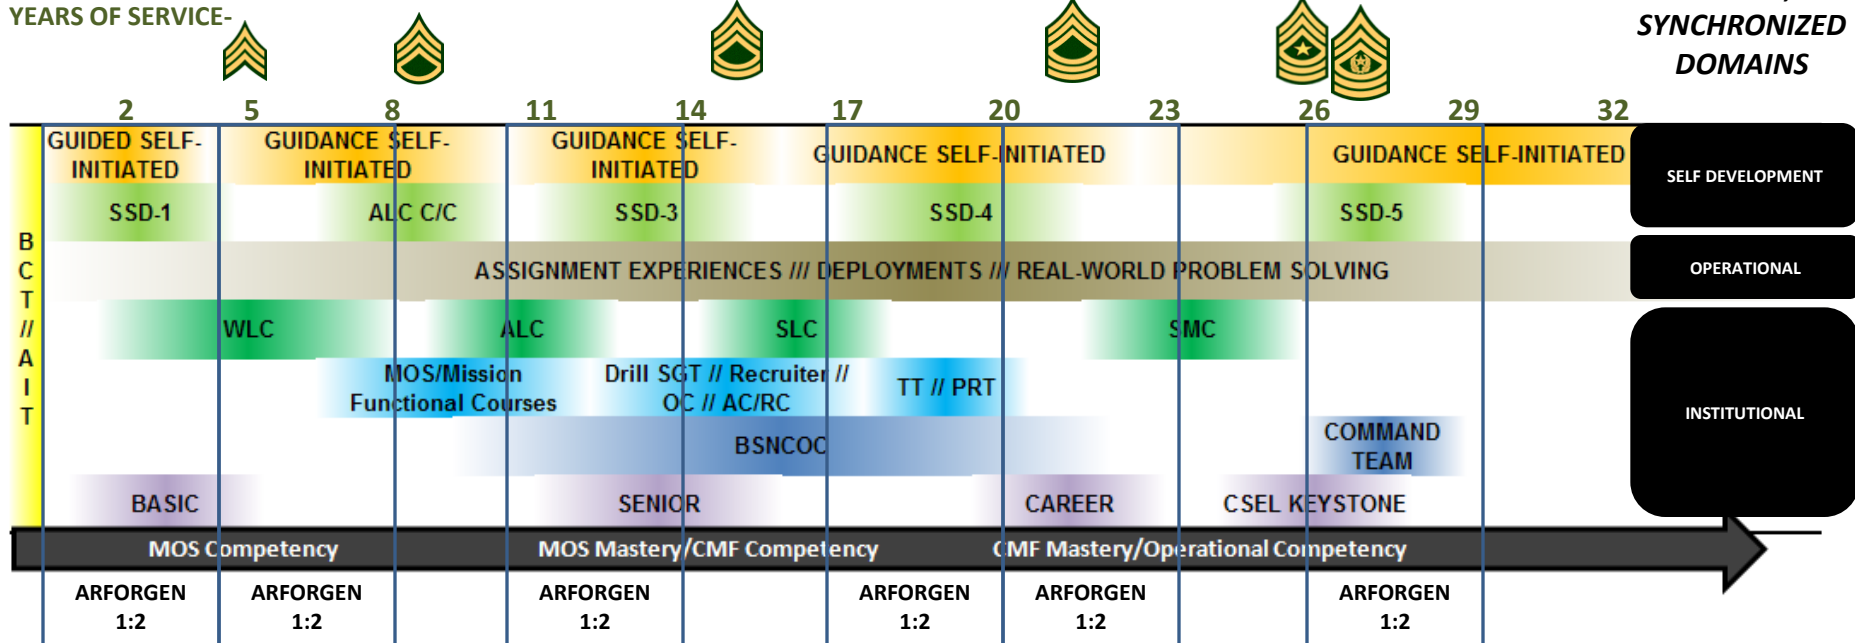 YEARS OF SERVICE-
SYNCHRONIZED
DOMAINS
2 5 8 11 14 17 20 23 26 29 32
GUIDED SELF-
INITIATED
GUIDANCE SELF-
INITIATED
GUIDANCE SELF-
INITIATED
GUIDANCE SELF-INITIATED
GUIDANCE SELF-INITIATED
SELF DEVELOPMENT
SSD-1
ALC C/C
SSD-3
SSD-4
SSD-5
B
C
T
//
A
I
T
ASSIGNMENT EXPERIENCES /// DEPLOYMENTS /// REAL-WORLD PROBLEM SOLVING
OPERATIONAL
WLC
ALC
SLC
SMC
MOS/Mission
Functional Courses
Drill SGT // Recruiter //
OC // AC/RC
TT // PRT
INSTITUTIONAL
BSNCOC
COMMAND
TEAM
BASIC
SENIOR
CAREER
CSEL KEYSTONE
MOS Competency
MOS Mastery/CMF Competency
CMF Mastery/Operational Competency
ARFORGEN
1:2
ARFORGEN
1:2
ARFORGEN
1:2
ARFORGEN
1:2
ARFORGEN
1:2
ARFORGEN
1:2